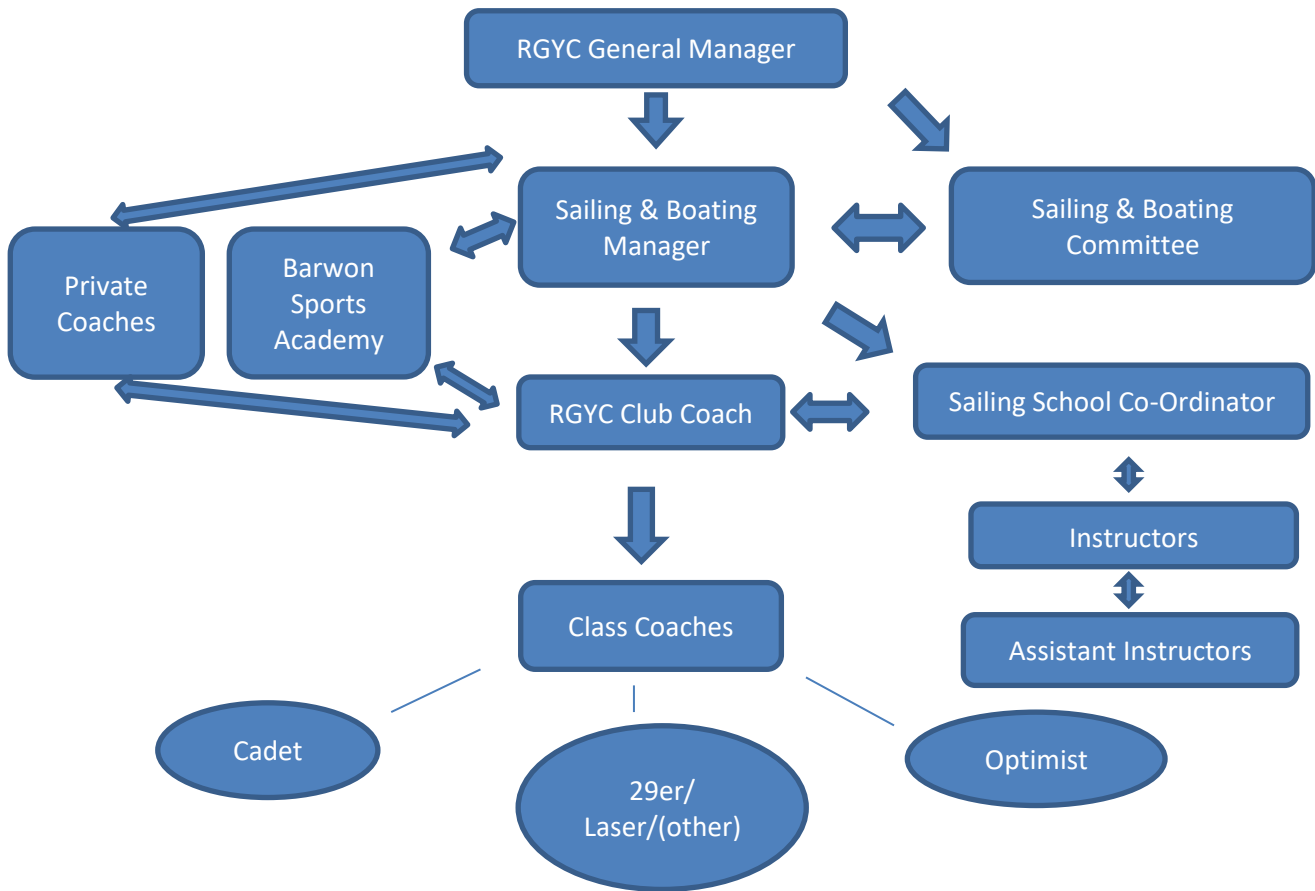 RGYC General Manager
Sailing & Boating
Manager
Sailing & Boating
Committee
Private
Coaches
Barwon
Sports
Academy
RGYC Club Coach
Sailing School Co-Ordinator
Instructors
Class Coaches
Assistant Instructors
Cadet
29er/
Laser/(other)
Optimist